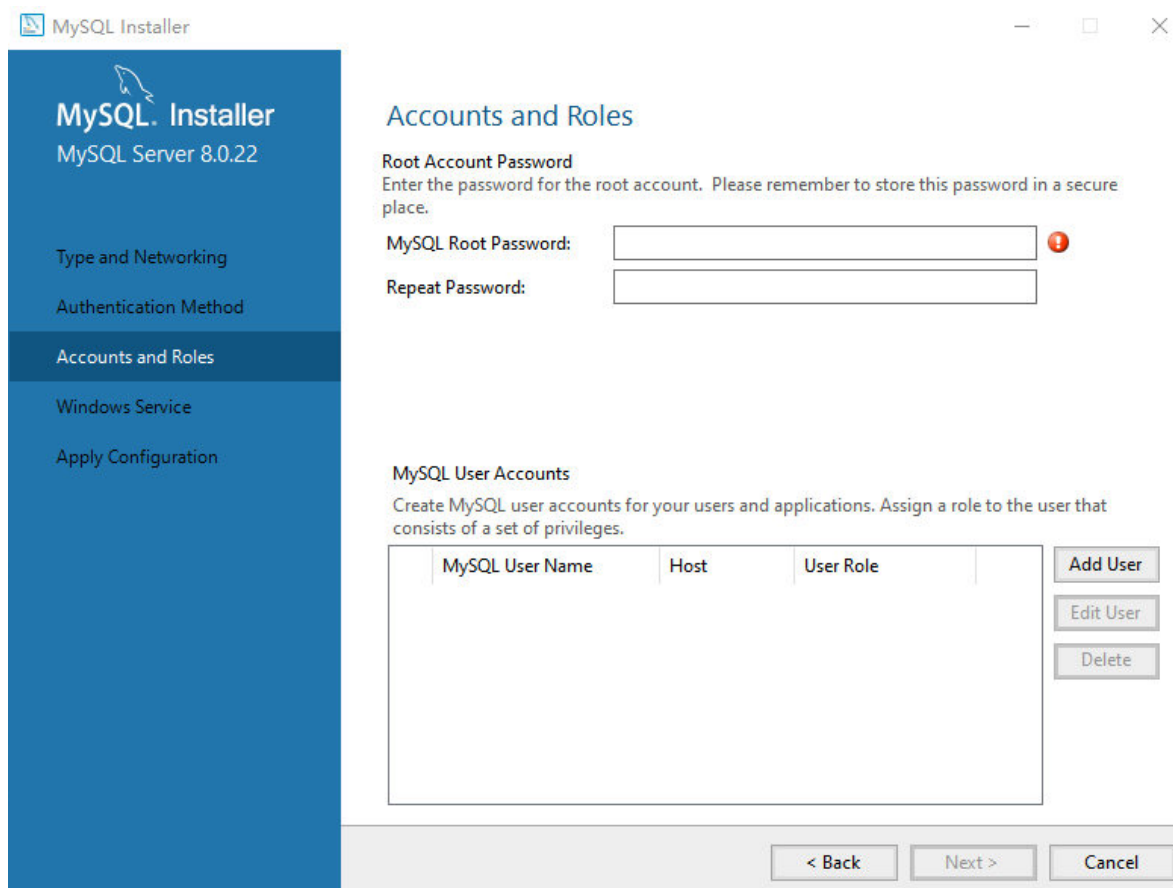 MySQL Installer
MySQL. Installer
MySQL Server 8.0.22
Type and Networking
Authentication Method
Accounts and Roles
Windows Service
Apply Configuration
Accounts and Roles
Root Account Password
Enter the password for the root account. Please remember to store this password in a secure
place.
MySQL Root Password:
Repeat Password:
MySQL User Accounts
Create MySQL user accounts for your users and applications. Assign a role to the user that
consists of a set of privileges.
MySQL User Name Host User Role
Add User
Edit User
Delete
< Back Next > Cancel